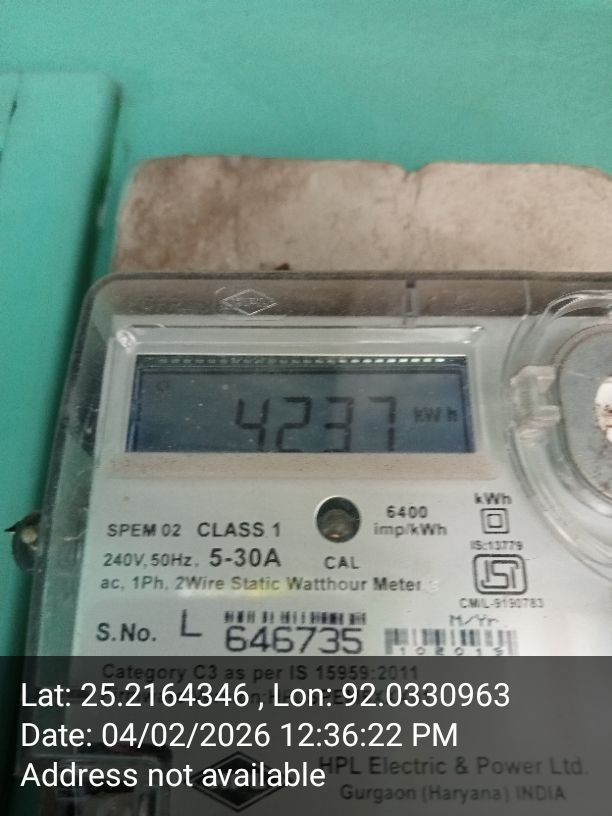 HPL
4237 kWh
SPEM 02 CLASS 1
6400
imp/kWh
kWh
IS:13779
240V, 50Hz, 5-30A
CAL
ac, 1Ph, 2Wire Static Watthour Meter
CM/L-9190783
S.No. L 646735
M/Yr.
102015
Category C3 as per IS 15959:2011
Lat: 25.2164346 , Lon: 92.0330963
Date: 04/02/2026 12:36:22 PM
Address not available
HPL Electric & Power Ltd.
Gurgaon (Haryana) INDIA